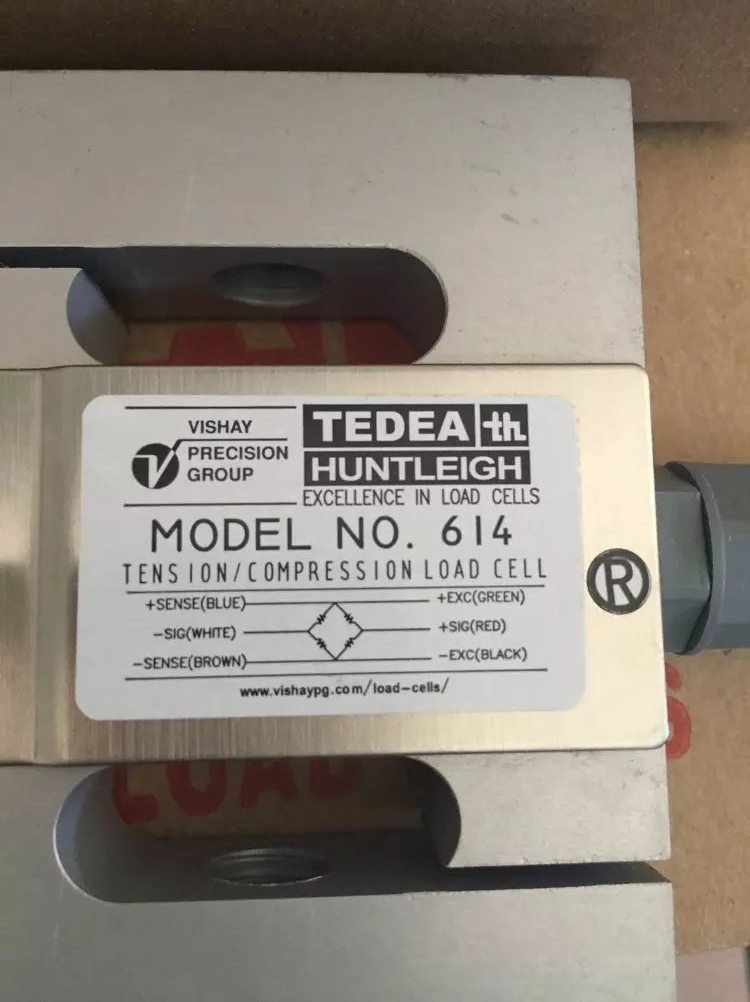 VISHAY
PRECISION
GROUP
TEDEA th
HUNTLEIGH
EXCELLENCE IN LOAD CELLS
MODEL NO. 614
TENSION/COMPRESSION LOAD CELL
+SENSE(BLUE) +EXC(GREEN)
-SIG(WHITE) +SIG(RED)
-SENSE(BROWN) -EXC(BLACK)
www.vishaypg.com/load-cells/
R
LOAD